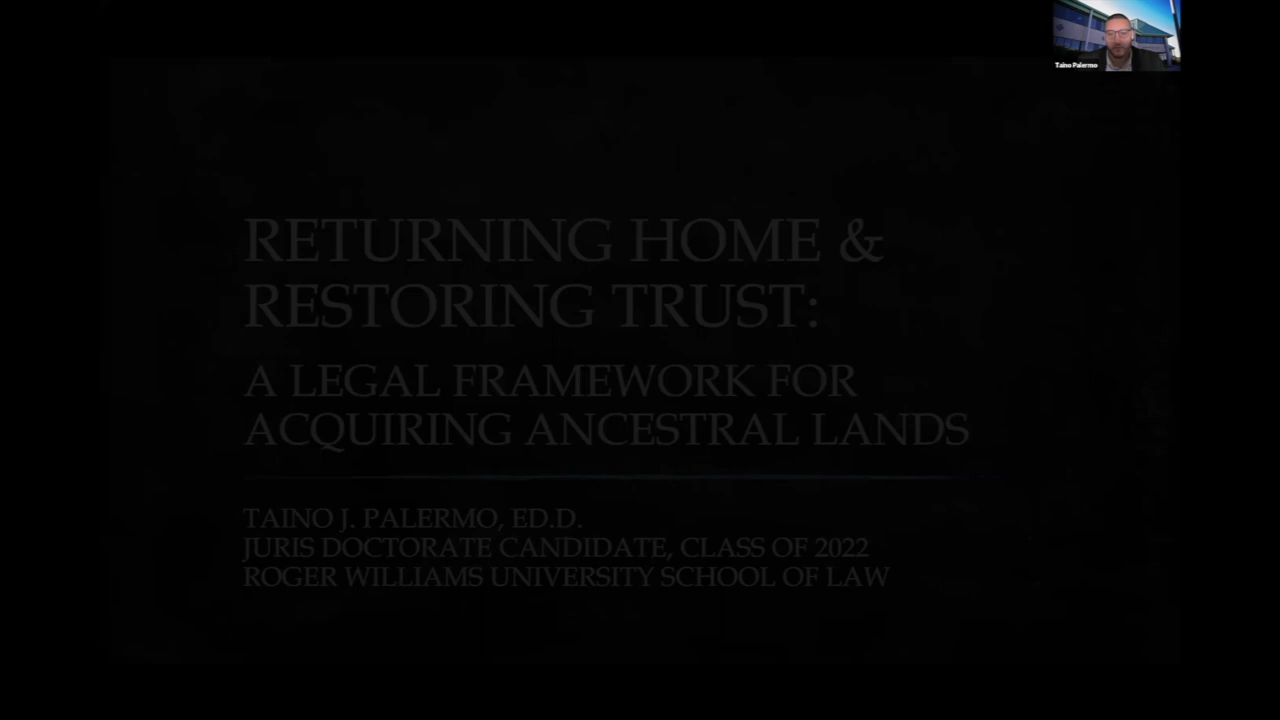 Taino Palermo
RETURNING HOME &
RESTORING TRUST:
A LEGAL FRAMEWORK FOR
ACQUIRING ANCESTRAL LANDS
TAINO J. PALERMO, ED.D.
JURIS DOCTORATE CANDIDATE, CLASS OF 2022
ROGER WILLIAMS UNIVERSITY SCHOOL OF LAW